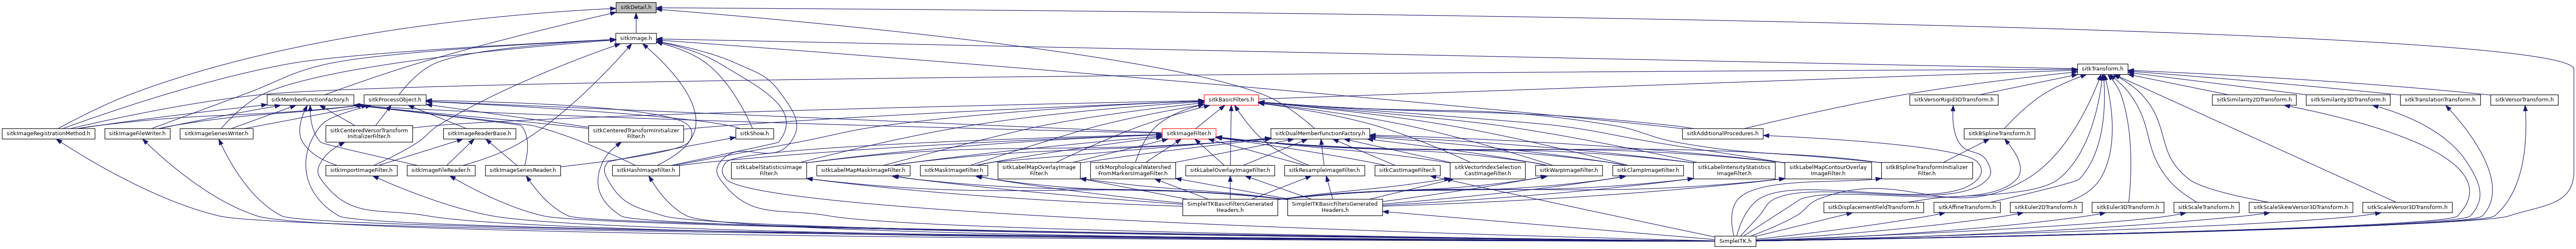 sitkDetail.h
sitkImage.h
sitkTransform.h
sitkMemberFunctionFactory.h
sitkProcessObject.h
sitkBasicFilters.h
sitkVersorRigid3DTransform.h
sitkSimilarity2DTransform.h
sitkSimilarity3DTransform.h
sitkTranslationTransform.h
sitkVersorTransform.h
sitkImageRegistrationMethod.h
sitkImageFileWriter.h
sitkImageSeriesWriter.h
sitkCenteredVersorTransform
InitializerFilter.h
sitkImageReaderBase.h
sitkCenteredTransformInitializer
Filter.h
sitkShow.h
sitkImageFilter.h
sitkDualMemberFunctionFactory.h
sitkAdditionalProcedures.h
sitkBSplineTransform.h
sitkImportImageFilter.h
sitkImageFileReader.h
sitkImageSeriesReader.h
sitkHashImageFilter.h
sitkLabelStatisticsImage
Filter.h
sitkLabelMapMaskImageFilter.h
sitkMaskImageFilter.h
sitkLabelMapOverlayImage
Filter.h
sitkMorphologicalWatershed
FromMarkersImageFilter.h
sitkLabelOverlayImageFilter.h
sitkResampleImageFilter.h
sitkCastImageFilter.h
sitkVectorIndexSelection
CastImageFilter.h
sitkWarpImageFilter.h
sitkClampImageFilter.h
sitkLabelIntensityStatistics
ImageFilter.h
sitkLabelMapContourOverlay
ImageFilter.h
sitkBSplineTransformInitializer
Filter.h
SimpleITKBasicFiltersGenerated
Headers.h
SimpleITKBasicFiltersGenerated
Headers.h
sitkDisplacementFieldTransform.h
sitkAffineTransform.h
sitkEuler2DTransform.h
sitkEuler3DTransform.h
sitkScaleTransform.h
sitkScaleSkewVersor3DTransform.h
sitkScaleVersor3DTransform.h
SimpleITK.h